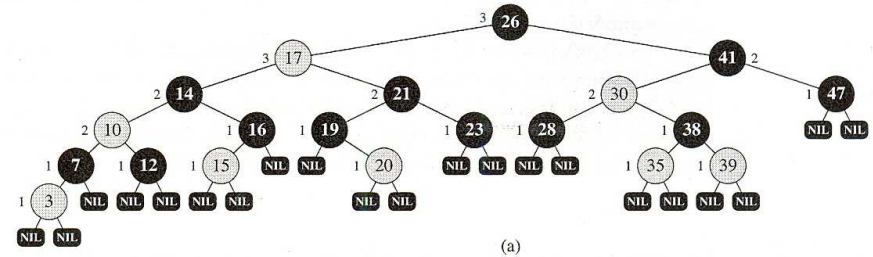 3 26
3 17 41 2
2 14 2 21 2 30 1 47
2 10 1 16 1 19 1 23 1 28 1 38 NIL NIL
1 7 1 12 1 15 NIL NIL 1 20 NIL NIL NIL NIL 1 35 1 39
1 3 NIL NIL NIL NIL NIL NIL NIL NIL NIL NIL NIL
NIL NIL
(a)